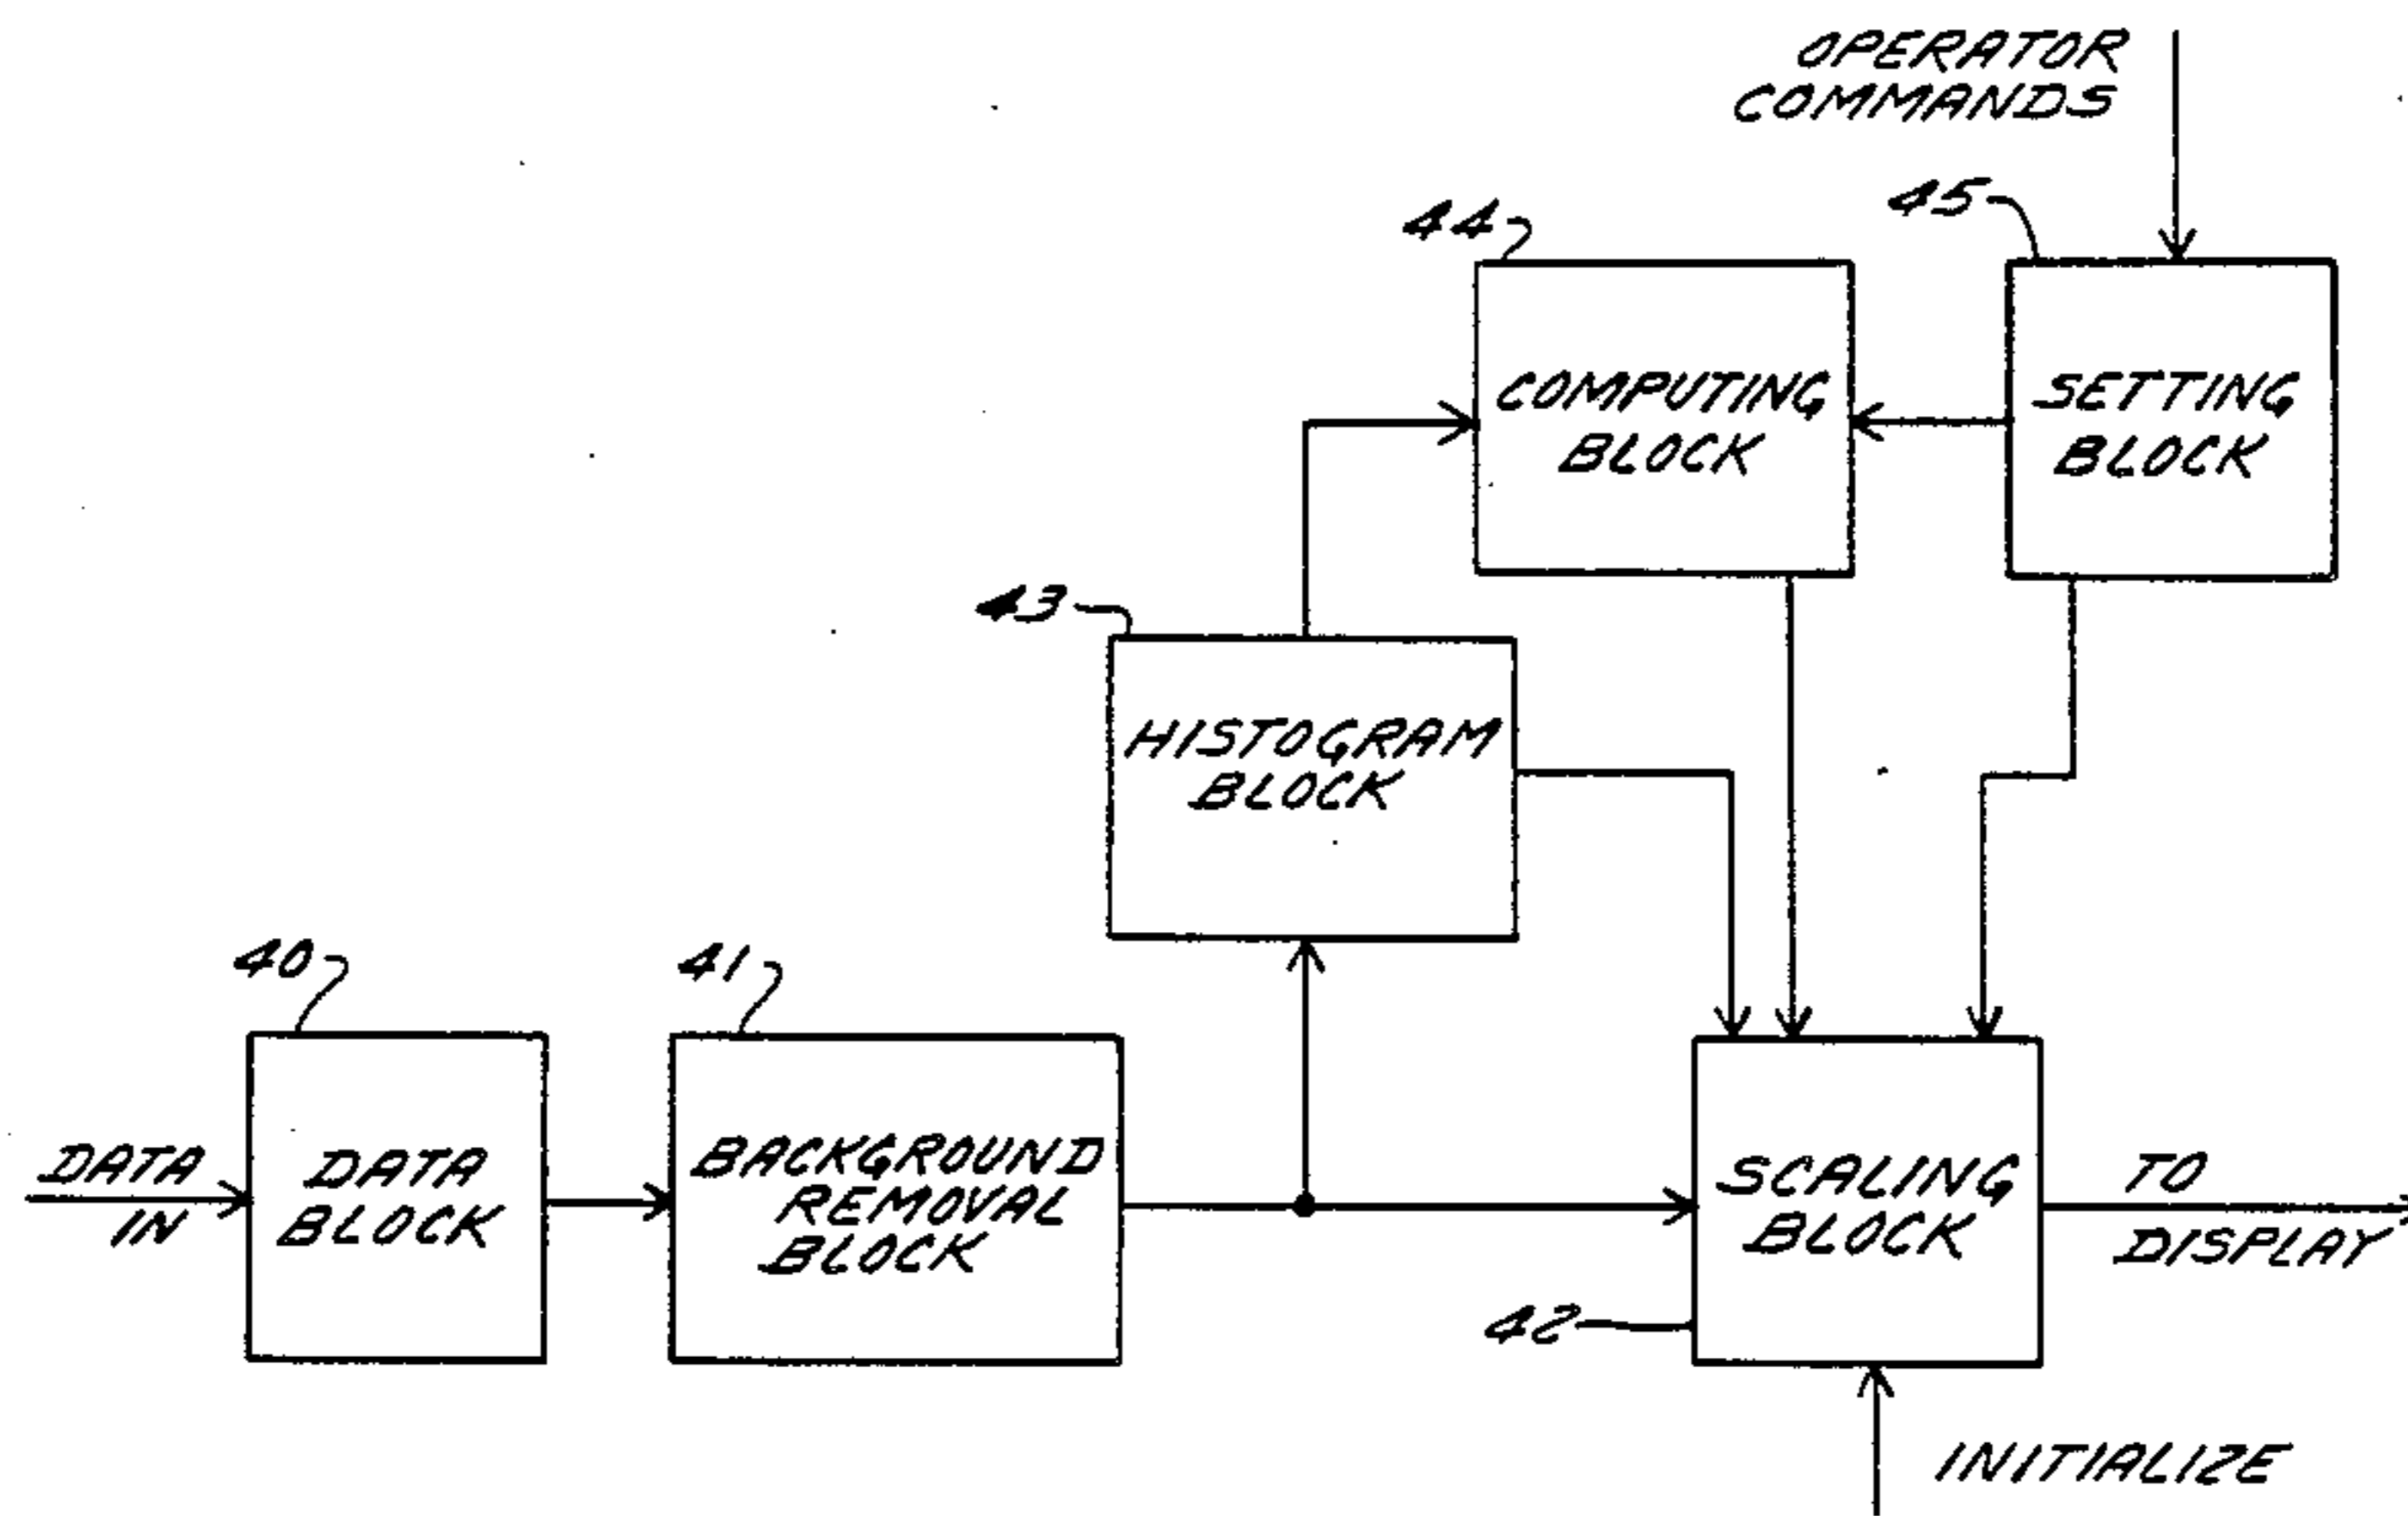 OPERATOR
COMMANDS
44
45
COMPUTING
BLOCK
SETTING
BLOCK
43
HISTOGRAM
BLOCK
40
41
DATA
IN
DATA
BLOCK
BACKGROUND
REMOVAL
BLOCK
SCALING
BLOCK
TO
DISPLAY
42
INITIALIZE